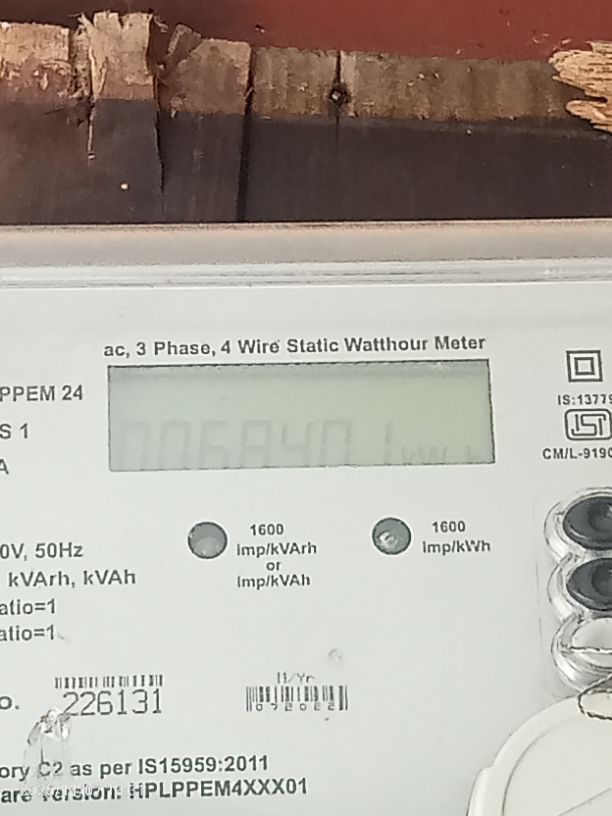 ac, 3 Phase, 4 Wire Static Watthour Meter
PPEM 24
S 1
A
006840.1 kWh
IS:13779
ISI
CM/L-9190
0V, 50Hz
kVArh, kVAh
atio=1
atio=1
1600
imp/kVArh
or
imp/kVAh
1600
imp/kWh
o.
226131
M/Yr
072022
ory C2 as per IS15959:2011
are Version: HPLPPEM4XXX01